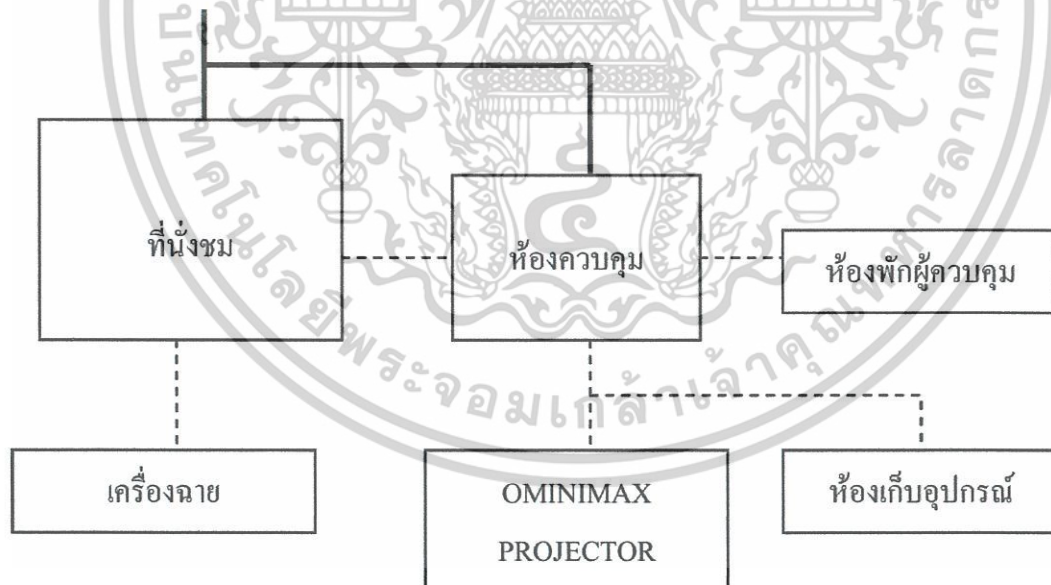 ที่นั่งชม
ห้องควบคุม
ห้องพักผู้ควบคุม
เครื่องฉาย
OMINIMAX
PROJECTOR
ห้องเก็บอุปกรณ์